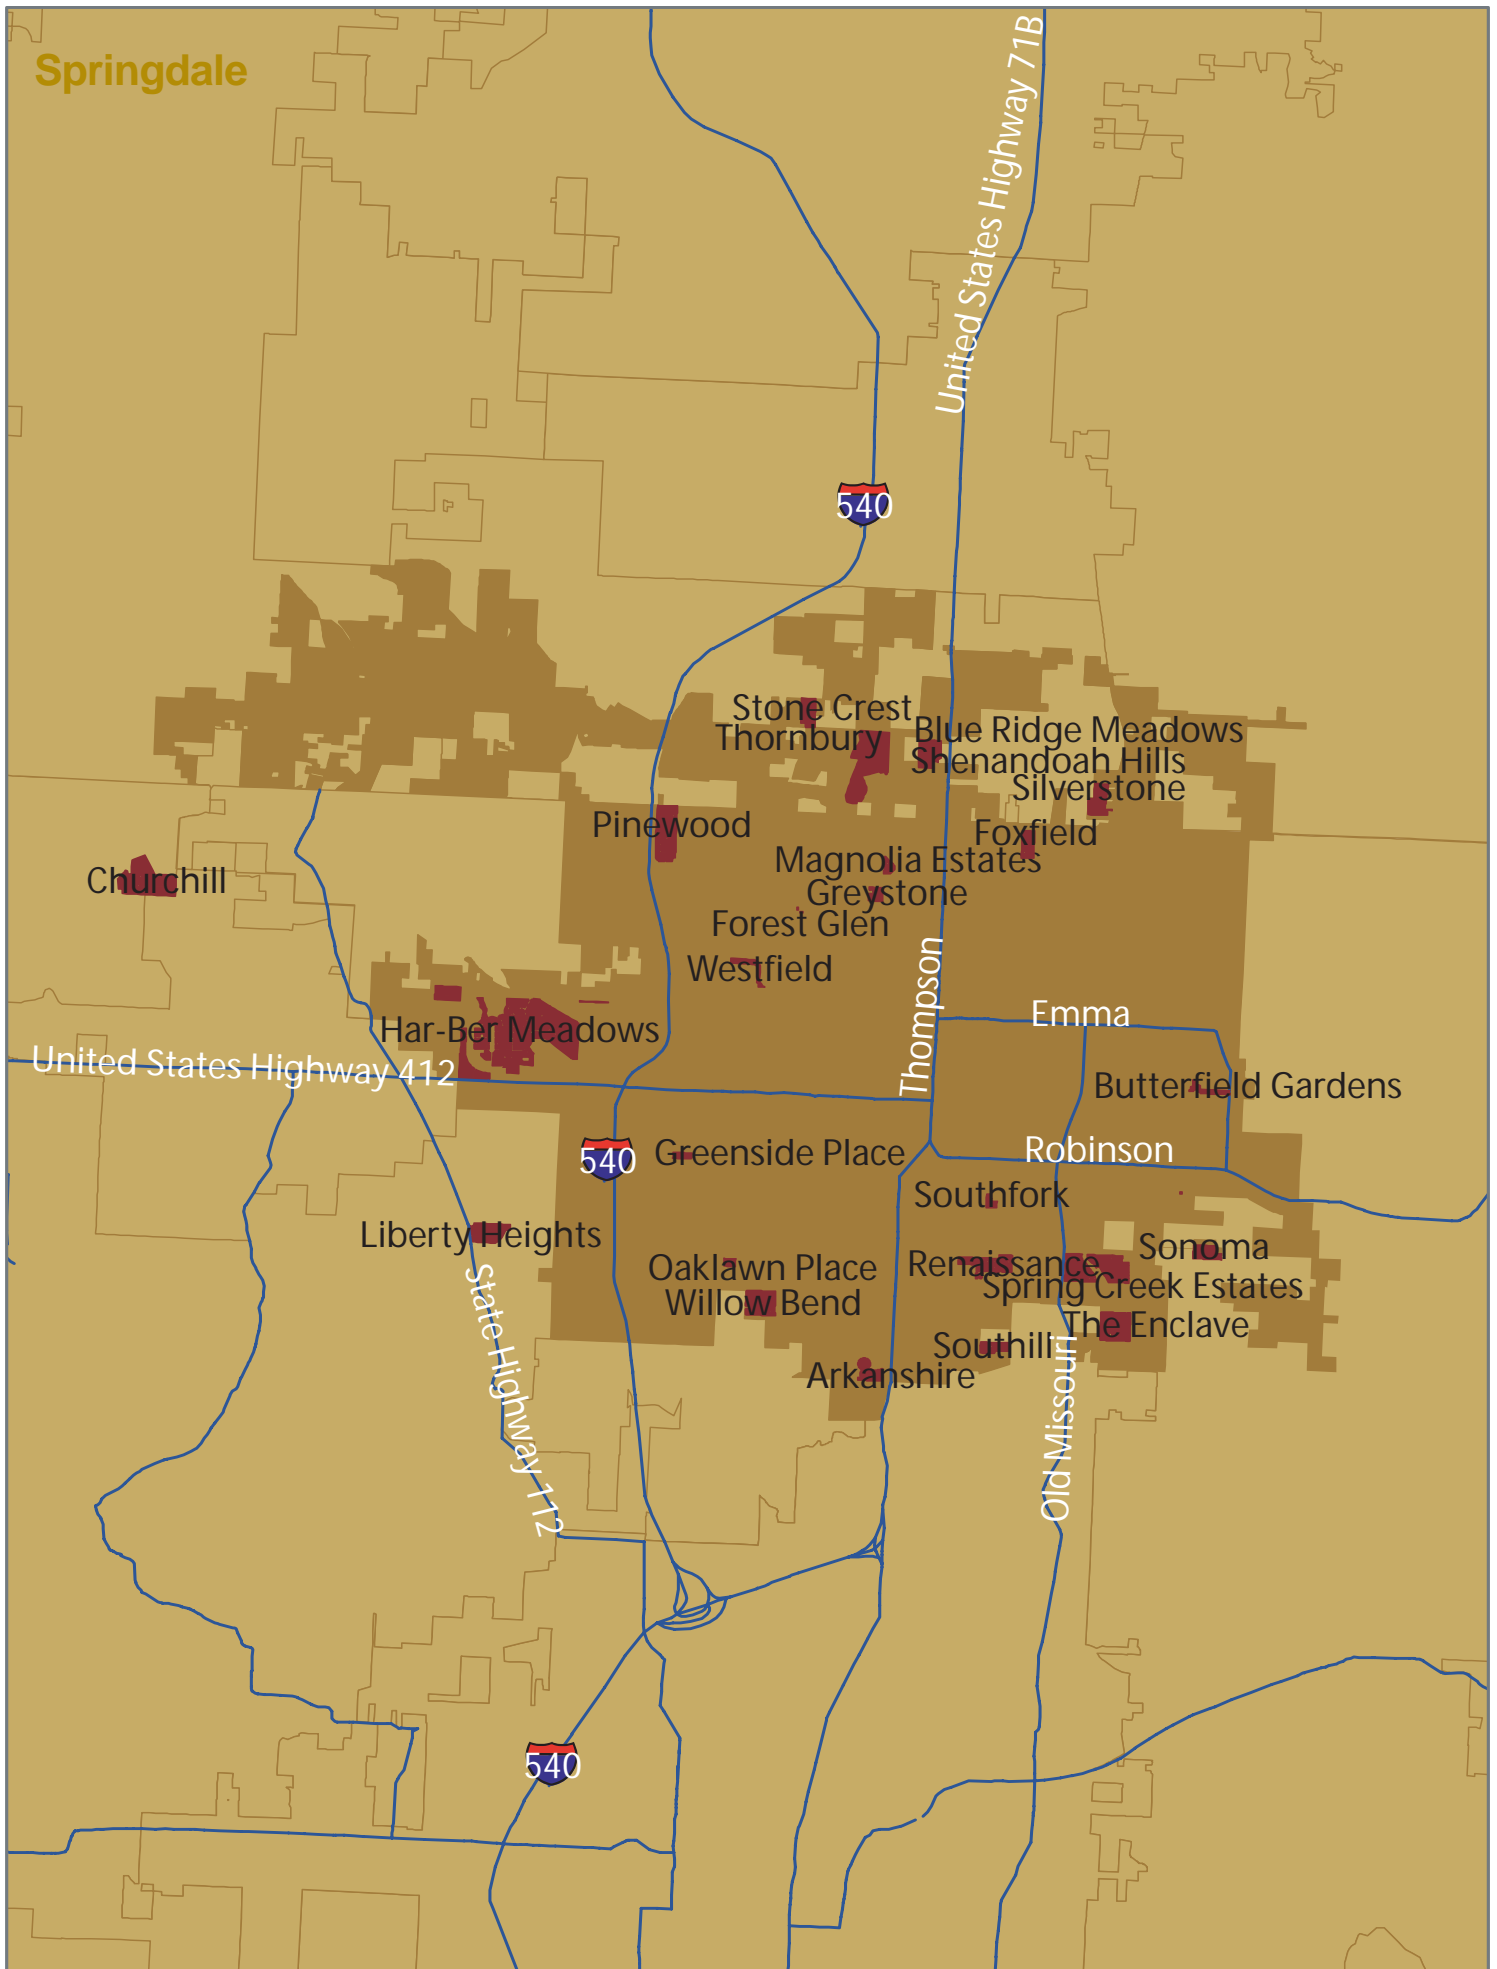 Springdale
United States Highway 71B
540
Stone Crest
Thornbury
Blue Ridge Meadows
Shenandoah Hills
Silverstone
Pinewood
Foxfield
Magnolia Estates
Churchill
Greystone
Forest Glen
Westfield
Thompson
Emma
Har-Ber Meadows
United States Highway 412
Butterfield Gardens
540
Greenside Place
Robinson
Southfork
Liberty Heights
Oaklawn Place
Renaissance
Sonoma
Spring Creek Estates
Willow Bend
The Enclave
Southill
Arkanshire
State Highway 112
Old Missouri
540